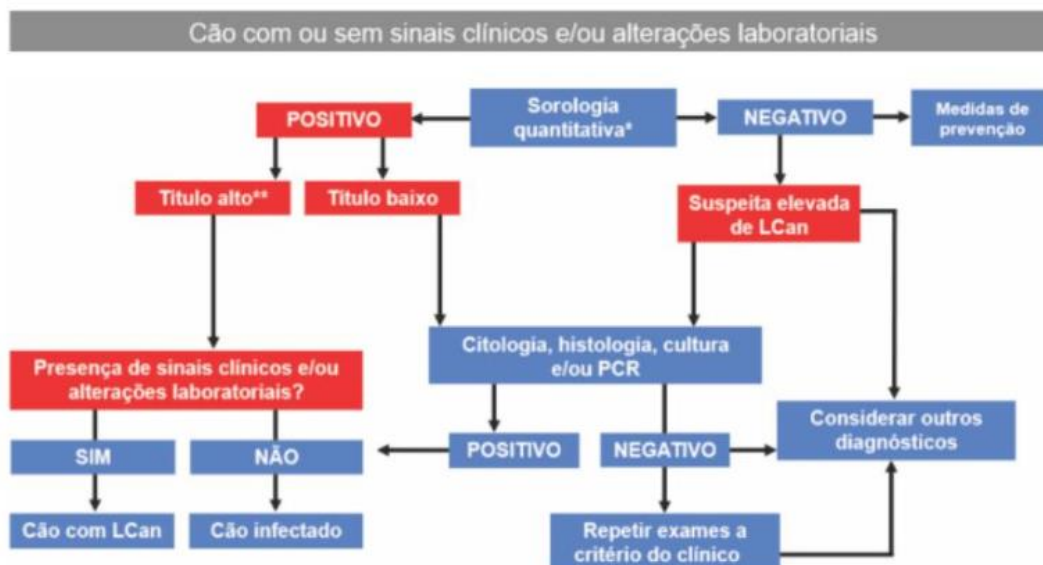 Cão com ou sem sinais clínicos e/ou alterações laboratoriais
POSITIVO
Sorologia
quantitativa*
NEGATIVO
Medidas de
prevenção
Titulo alto**
Titulo baixo
Suspeita elevada
de LCan
Citologia, histologia, cultura
e/ou PCR
Presença de sinais clínicos e/ou
alterações laboratoriais?
Considerar outros
diagnósticos
SIM
NÃO
POSITIVO
NEGATIVO
Cão com LCan
Cão infectado
Repetir exames a
critério do clínico